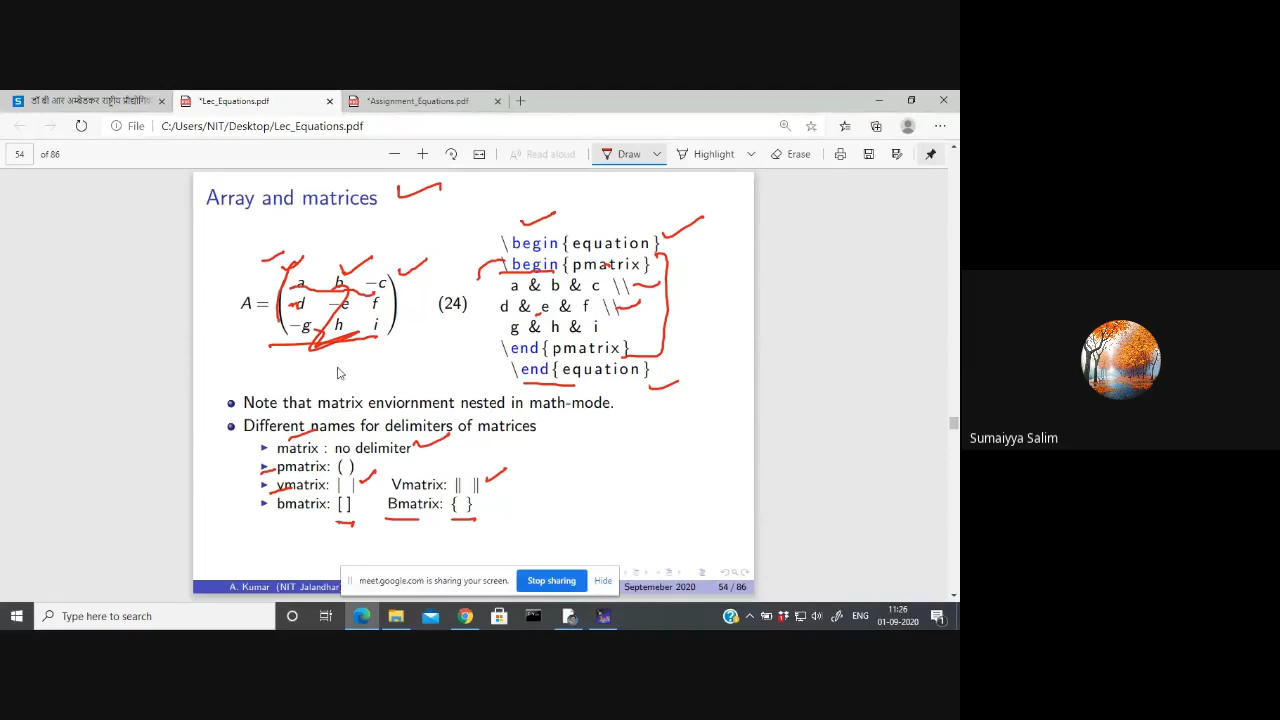 डॉ बी आर अम्बेडकर राष्ट्रीय प्रौद्योगि
*Lec_Equations.pdf
*Assignment_Equations.pdf
File
C:/Users/NIT/Desktop/Lec_Equations.pdf
54 of 86
Read aloud
Draw
Highlight
Erase
Array and matrices
\begin{equation}
\begin{pmatrix}
a & b & c \\
d & e & f \\
g & h & i
\end{pmatrix}
\end{equation}
a b −c
A = d −e f (24)
−g h i
Note that matrix enviornment nested in math-mode.
Different names for delimiters of matrices
matrix : no delimiter
pmatrix: ( )
vmatrix: | | Vmatrix: ‖ ‖
bmatrix: [ ] Bmatrix: { }
meet.google.com is sharing your screen.
Stop sharing
Hide
A. Kumar (NIT Jalandhar
Septemeber 2020 54 / 86
Type here to search
ENG
11:26
01-09-2020
1
Sumaiyya Salim